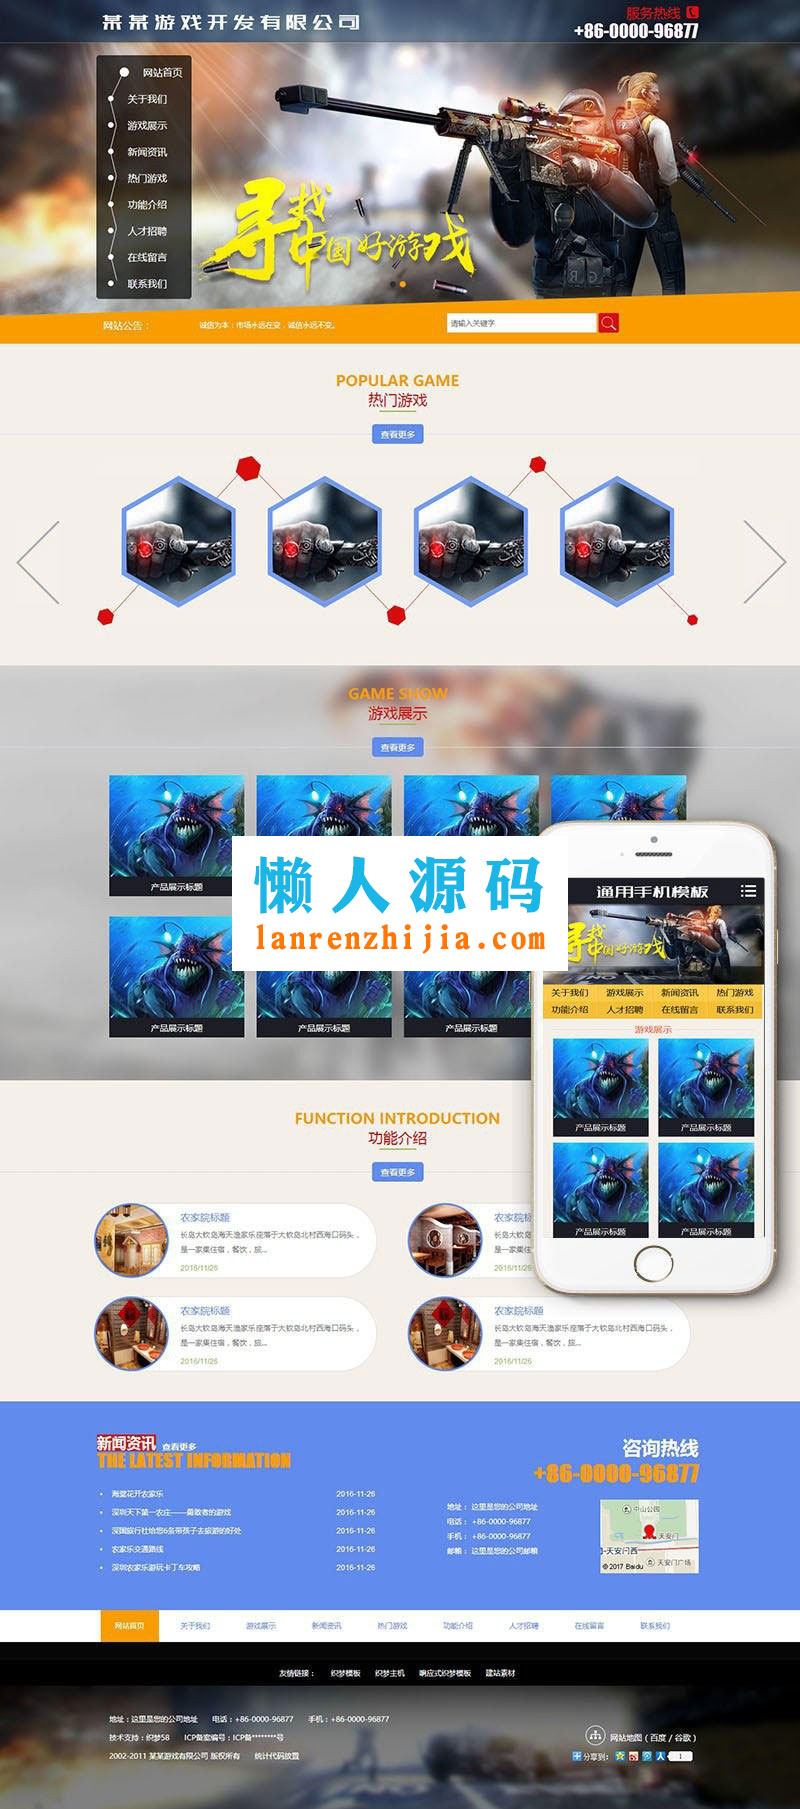 某某游戏开发有限公司
服务热线
+86-0000-96877
网站首页
关于我们
游戏展示
新闻资讯
热门游戏
功能介绍
人才招聘
在线留言
联系我们
寻找
中国好游戏
网站公告：
诚信为本：市场永远在变，诚信永远不变。
请输入关键字
POPULAR GAME
热门游戏
查看更多
GAME SHOW
游戏展示
查看更多
产品展示标题
懒人源码
lanrenzhijia.com
产品展示标题
产品展示标题
产品展示标题
通用手机模板
寻找
中国好游戏
关于我们 游戏展示 新闻资讯 热门游戏
功能介绍 人才招聘 在线留言 联系我们
游戏展示
产品展示标题 产品展示标题
产品展示标题 产品展示标题
FUNCTION INTRODUCTION
功能介绍
查看更多
农家院标题
长岛大钦岛海天渔家乐座落于大钦岛北村西海口码头，
是一家集住宿，餐饮，旅...
2016/11/26
农家院标
长岛大钦岛海天渔家乐座落
是一家集住宿，餐饮，旅...
2016/11/26
农家院标题
长岛大钦岛海天渔家乐座落于大钦岛北村西海口码头，
是一家集住宿，餐饮，旅...
2016/11/26
农家院标题
长岛大钦岛海天渔家乐座落于大钦岛北村西海口码头，
是一家集住宿，餐饮，旅...
2016/11/26
新闻资讯 查看更多
THE LATEST INFORMATION
海棠花开农家乐 2016-11-26
深圳天下第一农庄——勇敢者的游戏 2016-11-26
深国旅行社给您6条带孩子去旅游的好处 2016-11-26
农家乐交通路线 2016-11-26
深圳农家乐游玩卡丁车攻略 2016-11-26
咨询热线
+86-0000-96877
地址： 这里是您的公司地址
电话： +86-0000-96877
手机： +86-0000-96877
邮箱： 这里是您的公司邮箱
中山公园
天安门
天安门西
天安门广场
© 2017 Baidu
网站首页 关于我们 游戏展示 新闻资讯 热门游戏 功能介绍 人才招聘 在线留言 联系我们
友情链接： 织梦模板 织梦主机 响应式织梦模板 建站素材
地址：这里是您的公司地址 电话：+86-0000-96877 手机：+86-0000-96877
技术支持：织梦58 ICP备案编号：ICP备********号
2002-2011 某某游戏有限公司 版权所有 统计代码放置
网站地图（百度 / 谷歌）
分享到： 1